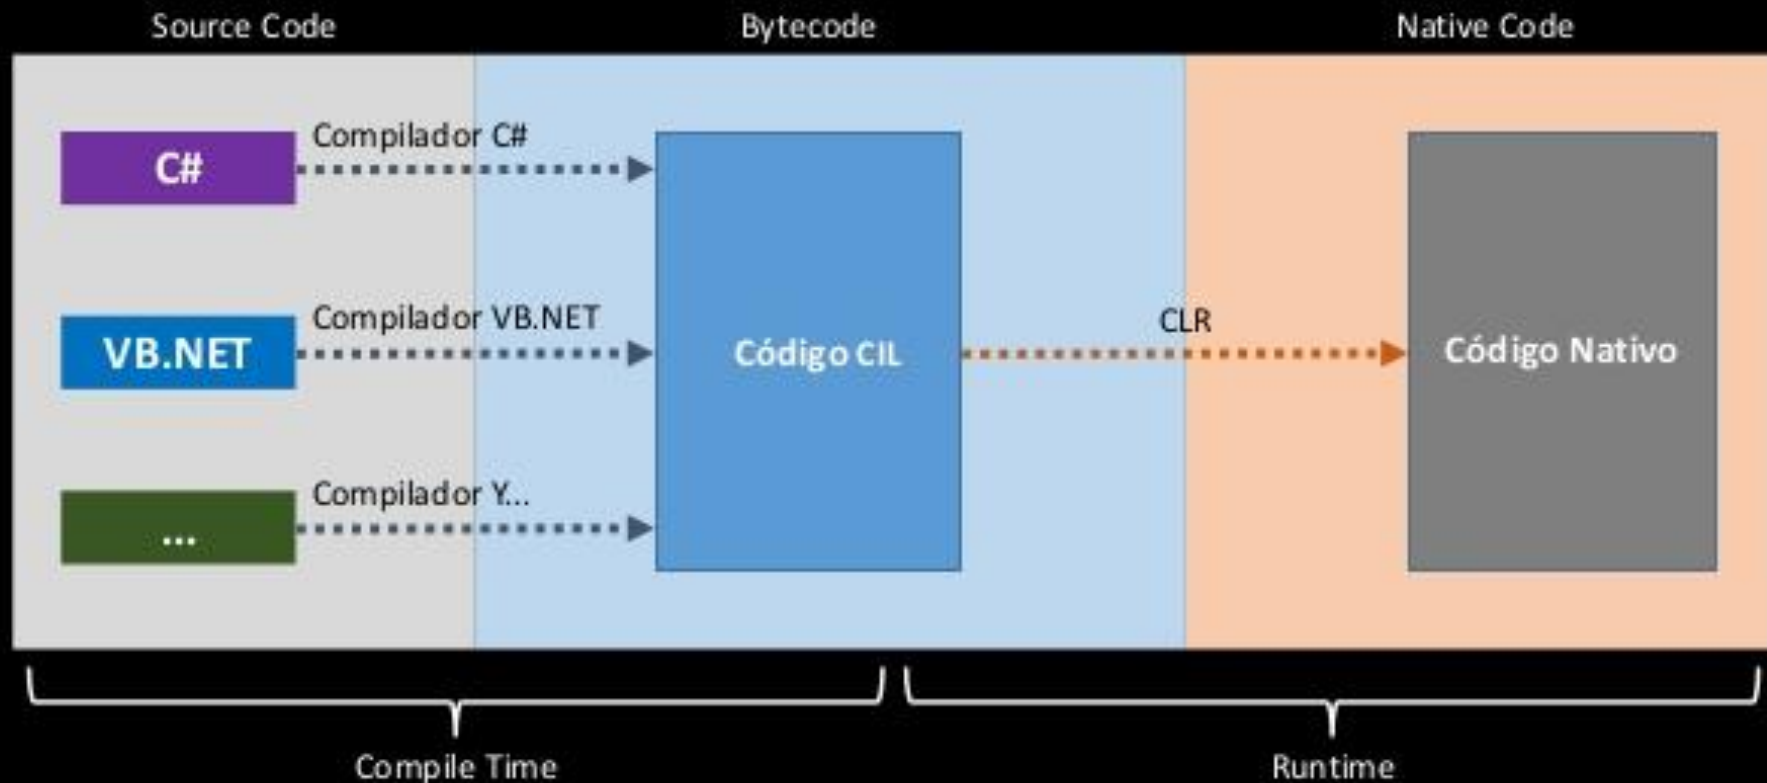 Source Code
Bytecode
Native Code
C#
Compilador C#
VB.NET
Compilador VB.NET
...
Compilador Y...
Código CIL
CLR
Código Nativo
Compile Time
Runtime